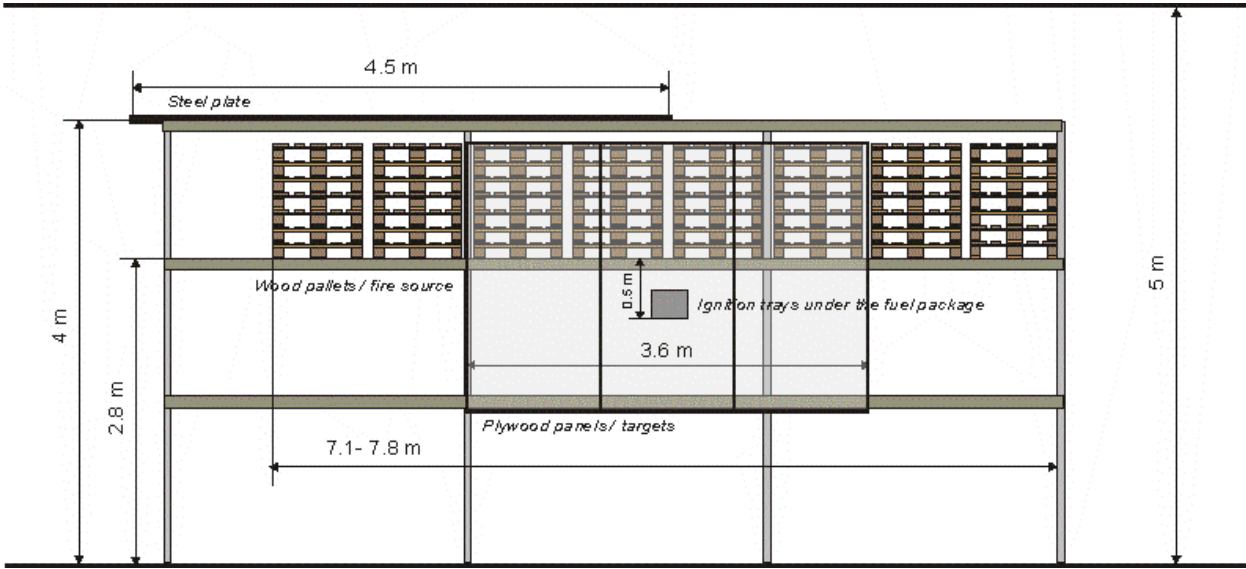 4.5 m
Steel plate
Wood pallets / fire source
0.5 m
Ignition trays under the fuel package
5 m
4 m
3.6 m
2.8 m
Plywood panels / targets
7.1- 7.8 m